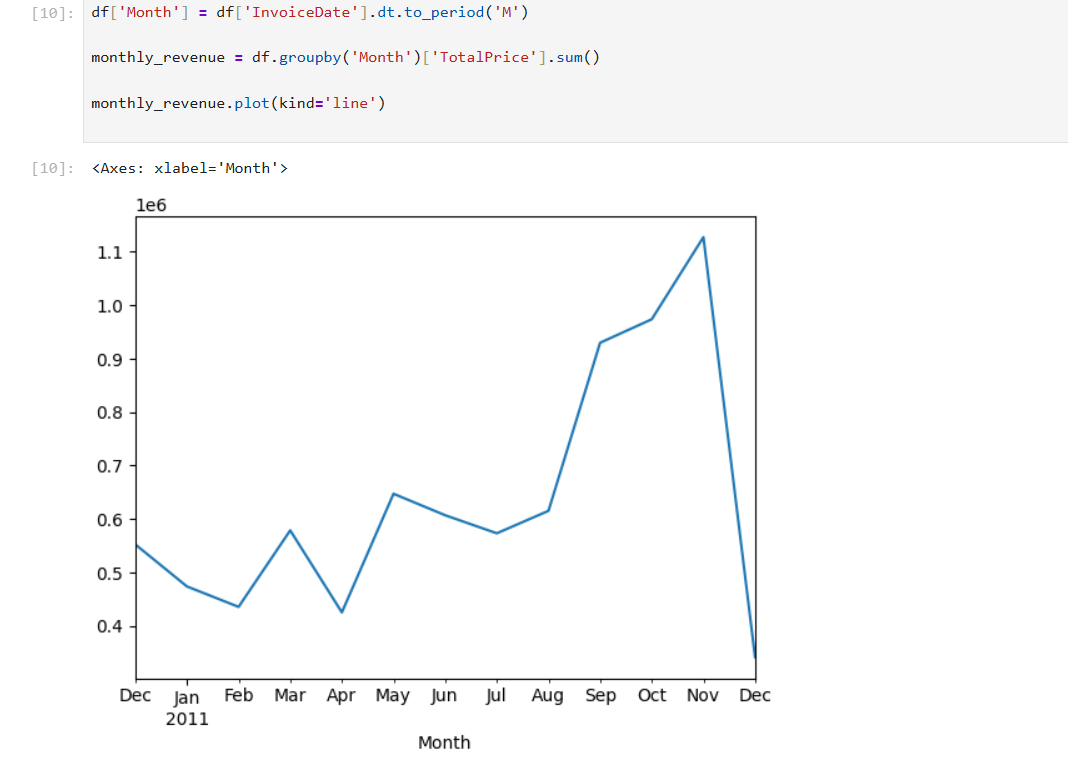 [10]: df['Month'] = df['InvoiceDate'].dt.to_period('M')
monthly_revenue = df.groupby('Month')['TotalPrice'].sum()
monthly_revenue.plot(kind='line')
[10]: <Axes: xlabel='Month'>
1e6
1.1
1.0
0.9
0.8
0.7
0.6
0.5
0.4
Dec Jan Feb Mar Apr May Jun Jul Aug Sep Oct Nov Dec
2011
Month